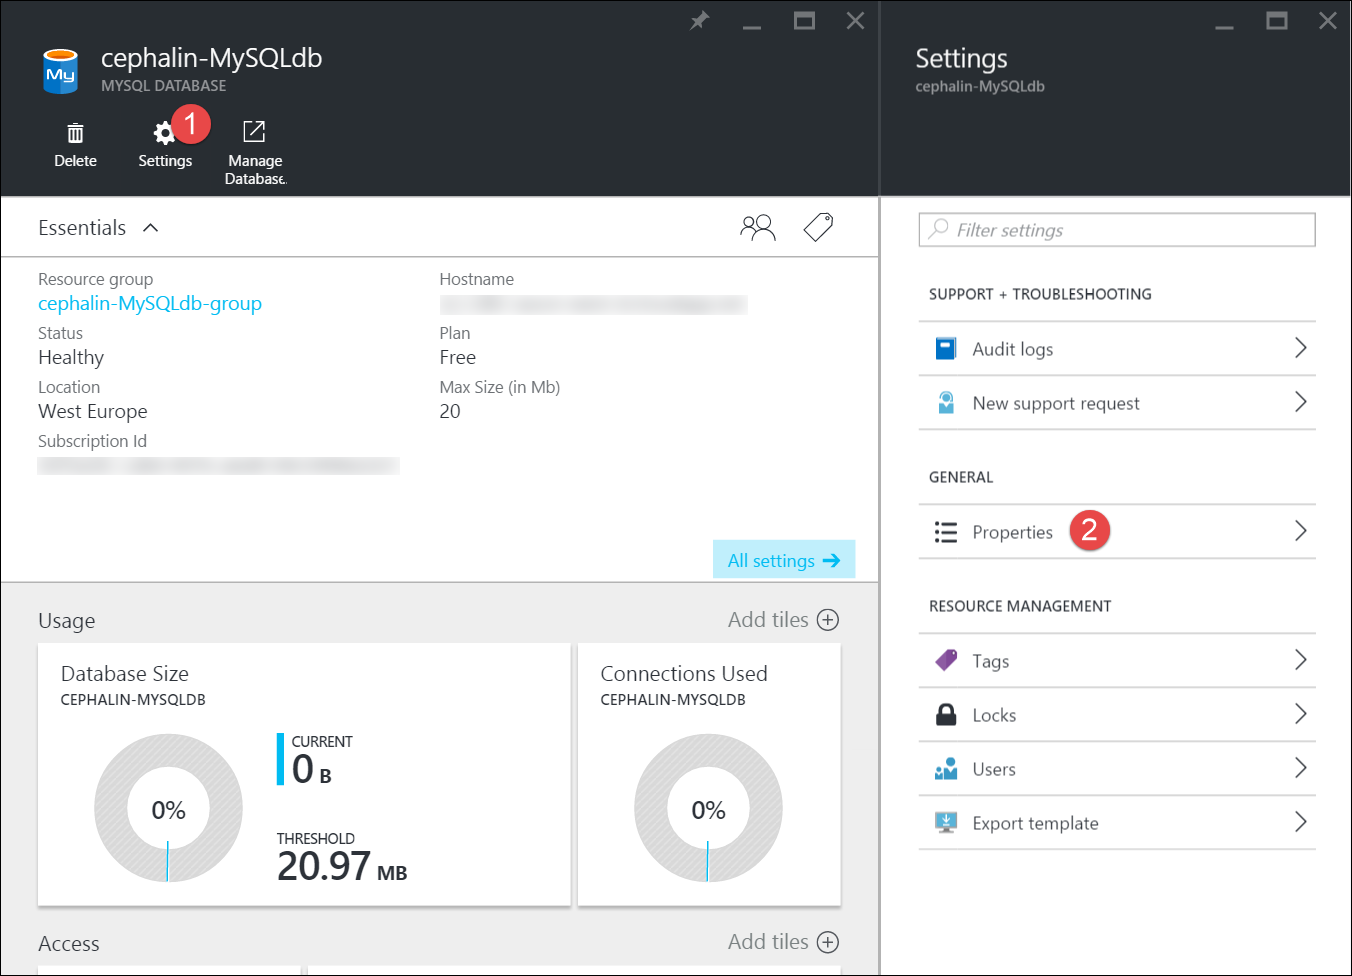 My
cephalin-MySQLdb
MYSQL DATABASE
Delete
Settings
1
Manage
Database
Essentials
Resource group
cephalin-MySQLdb-group
Status
Healthy
Location
West Europe
Subscription Id
Hostname
Plan
Free
Max Size (in Mb)
20
All settings →
Usage
Add tiles
Database Size
CEPHALIN-MYSQLDB
0%
CURRENT
0 B
THRESHOLD
20.97 MB
Connections Used
CEPHALIN-MYSQLDB
0%
Access
Add tiles
Settings
cephalin-MySQLdb
Filter settings
SUPPORT + TROUBLESHOOTING
Audit logs
New support request
GENERAL
Properties
2
RESOURCE MANAGEMENT
Tags
Locks
Users
Export template